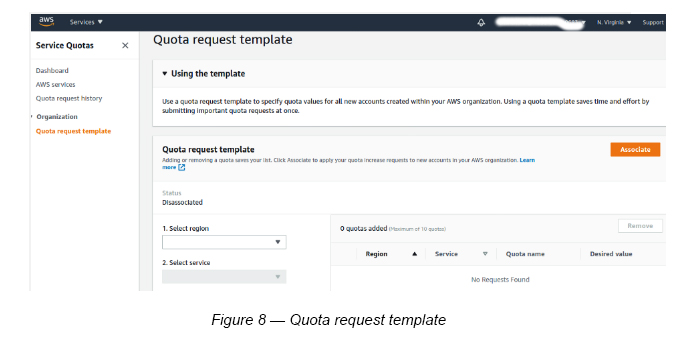 aws Services ▼ N. Virginia ▼ Support
Service Quotas ×
Dashboard
AWS services
Quota request history
Organization
Quota request template
Quota request template
▼ Using the template
Use a quota request template to specify quota values for all new accounts created within your AWS organization. Using a quota template saves time and effort by
submitting important quota requests at once.
Quota request template
Associate
Adding or removing a quota saves your list. Click Associate to apply your quota increase requests to new accounts in your AWS organization. Learn
more
Status
Disassociated
1. Select region
2. Select service
0 quotas added (Maximum of 10 quotas)
Remove
Region ▲ Service ▼ Quota name Desired value
No Requests Found
Figure 8 — Quota request template